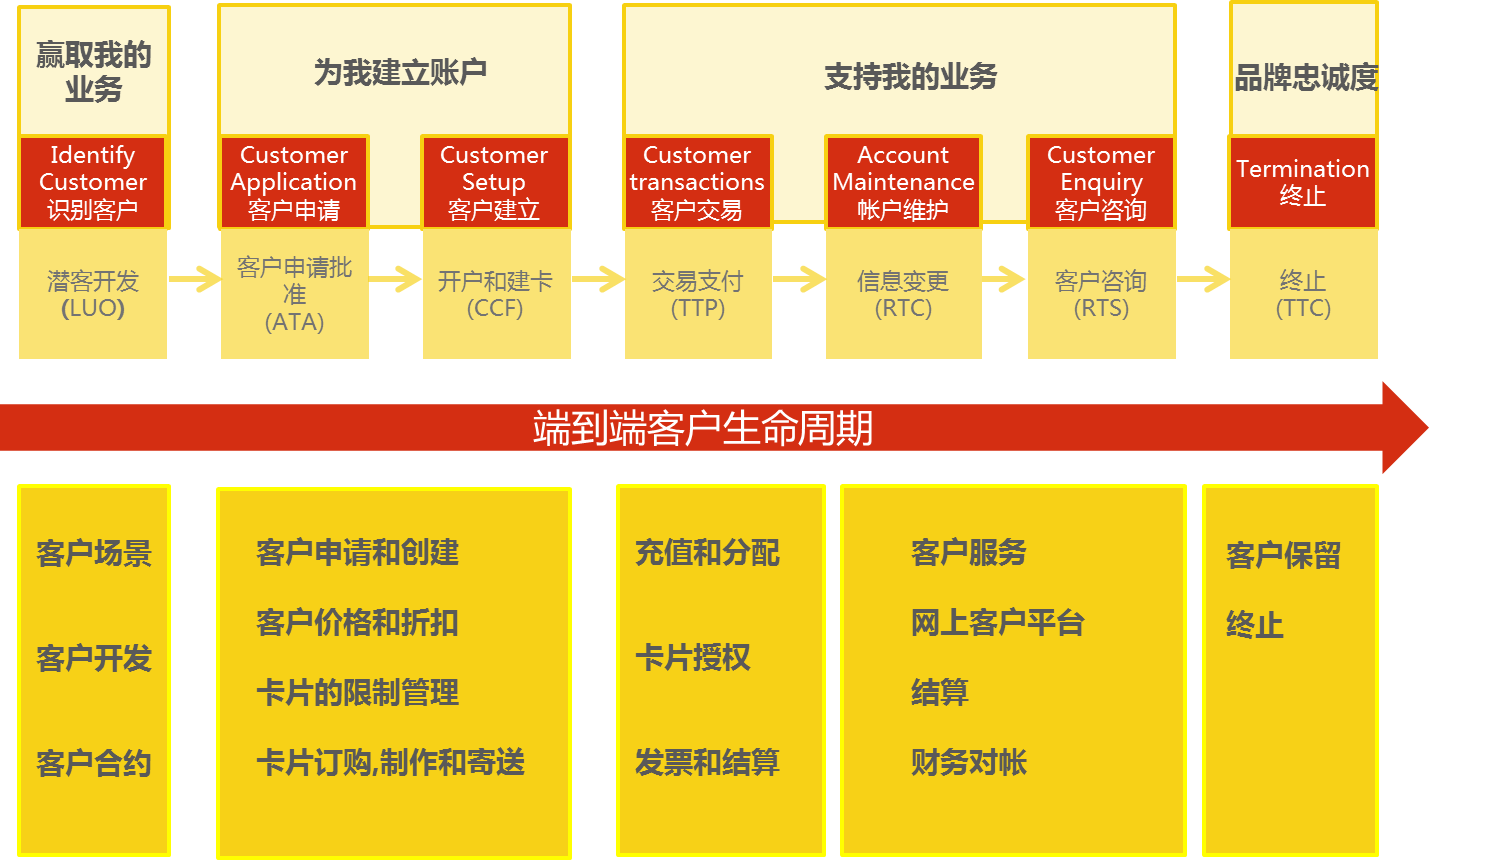 赢取我的
业务
为我建立账户
支持我的业务
品牌忠诚度
Identify
Customer
识别客户
Customer
Application
客户申请
Customer
Setup
客户建立
Customer
transactions
客户交易
Account
Maintenance
帐户维护
Customer
Enquiry
客户咨询
Termination
终止
潜客开发
(LUO)
客户申请批
准
(ATA)
开户和建卡
(CCF)
交易支付
(TTP)
信息变更
(RTC)
客户咨询
(RTS)
终止
(TTC)
端到端客户生命周期
客户场景
客户开发
客户合约
客户申请和创建
客户价格和折扣
卡片的限制管理
卡片订购,制作和寄送
充值和分配
卡片授权
发票和结算
客户服务
网上客户平台
结算
财务对帐
客户保留
终止